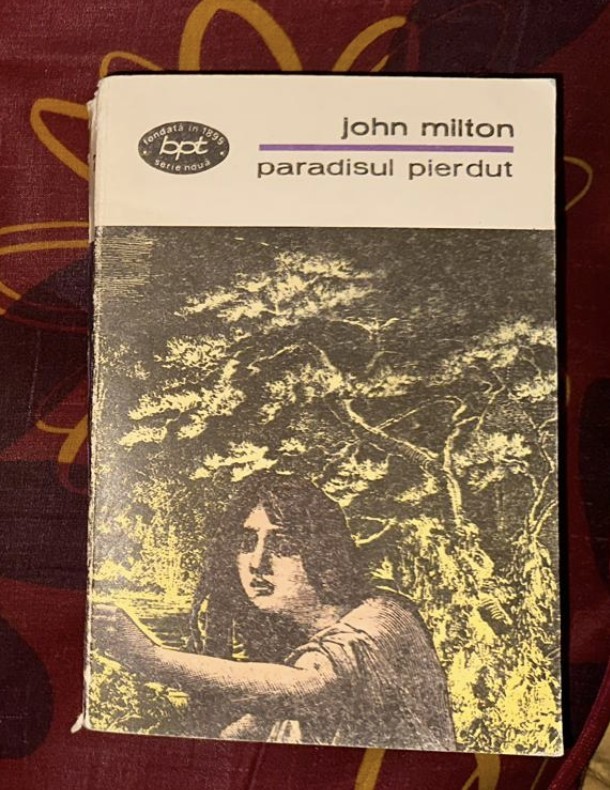 fondată în 1895
bpt
serie nouă
john milton
paradisul pierdut